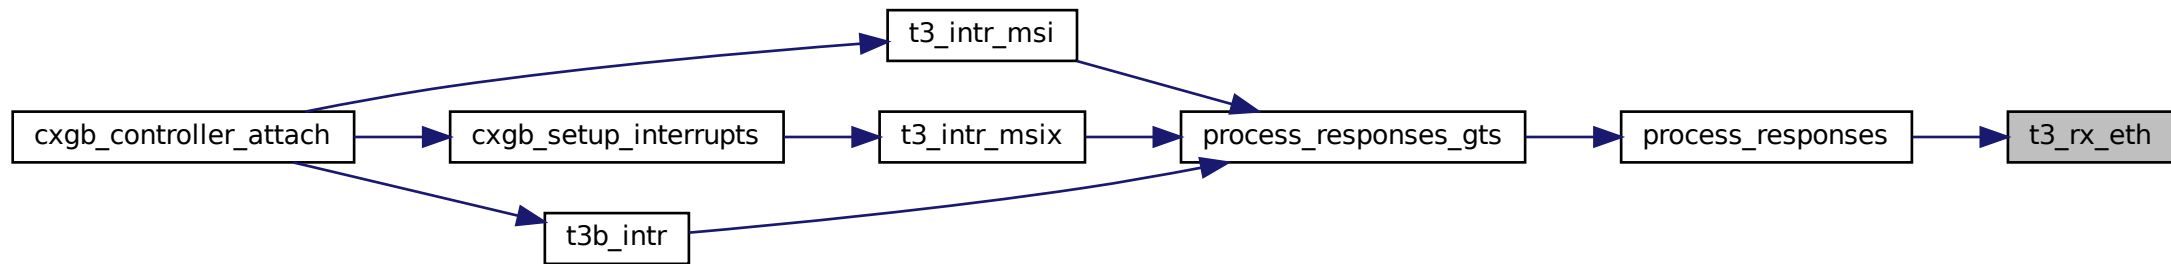 t3_intr_msi
cxgb_controller_attach
cxgb_setup_interrupts
t3_intr_msix
process_responses_gts
process_responses
t3_rx_eth
t3b_intr